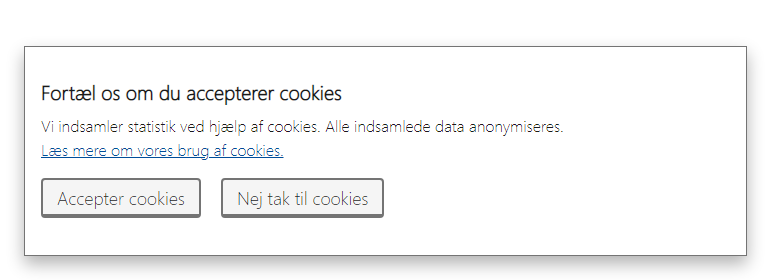 Fortæl os om du accepterer cookies
Vi indsamler statistik ved hjælp af cookies. Alle indsamlede data anonymiseres.
Læs mere om vores brug af cookies.
Accepter cookies
Nej tak til cookies